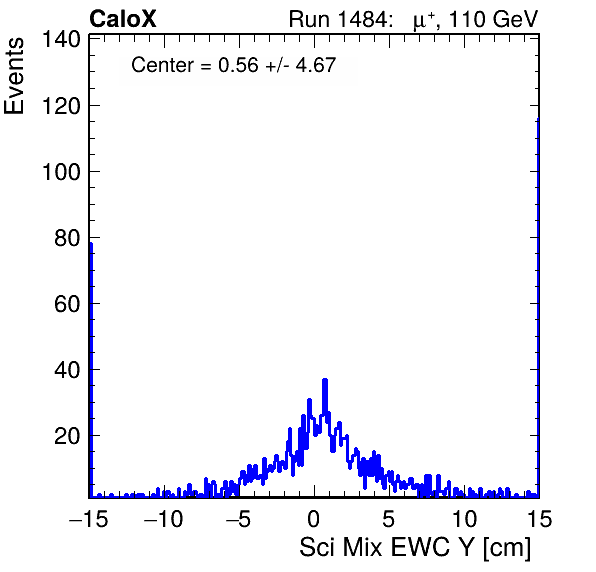 CaloX Run 1484: μ⁺, 110 GeV
Events
Center = 0.56 +/- 4.67
140
120
100
80
60
40
20
−15 −10 −5 0 5 10 15
Sci Mix EWC Y [cm]